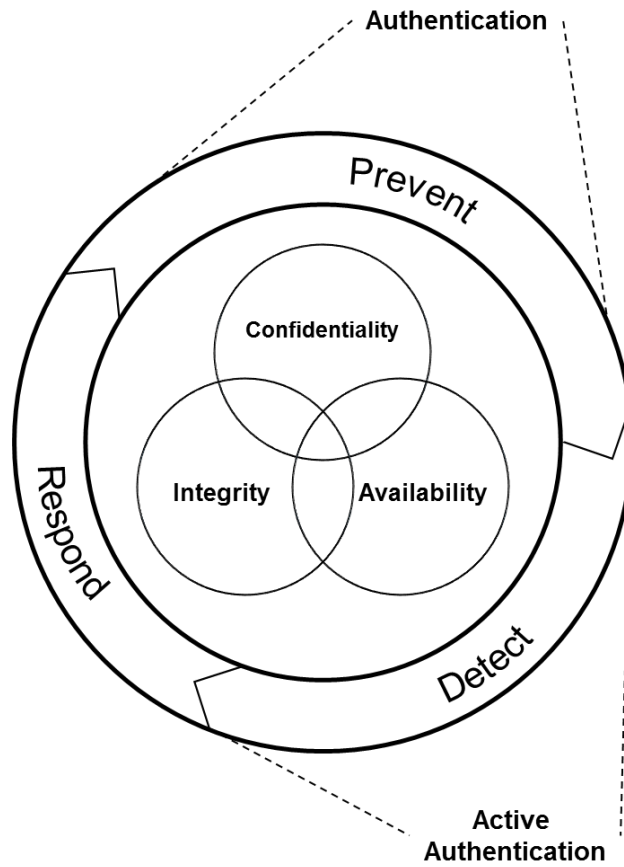 Authentication
Prevent
Confidentiality
Integrity
Availability
Respond
Detect
Active
Authentication